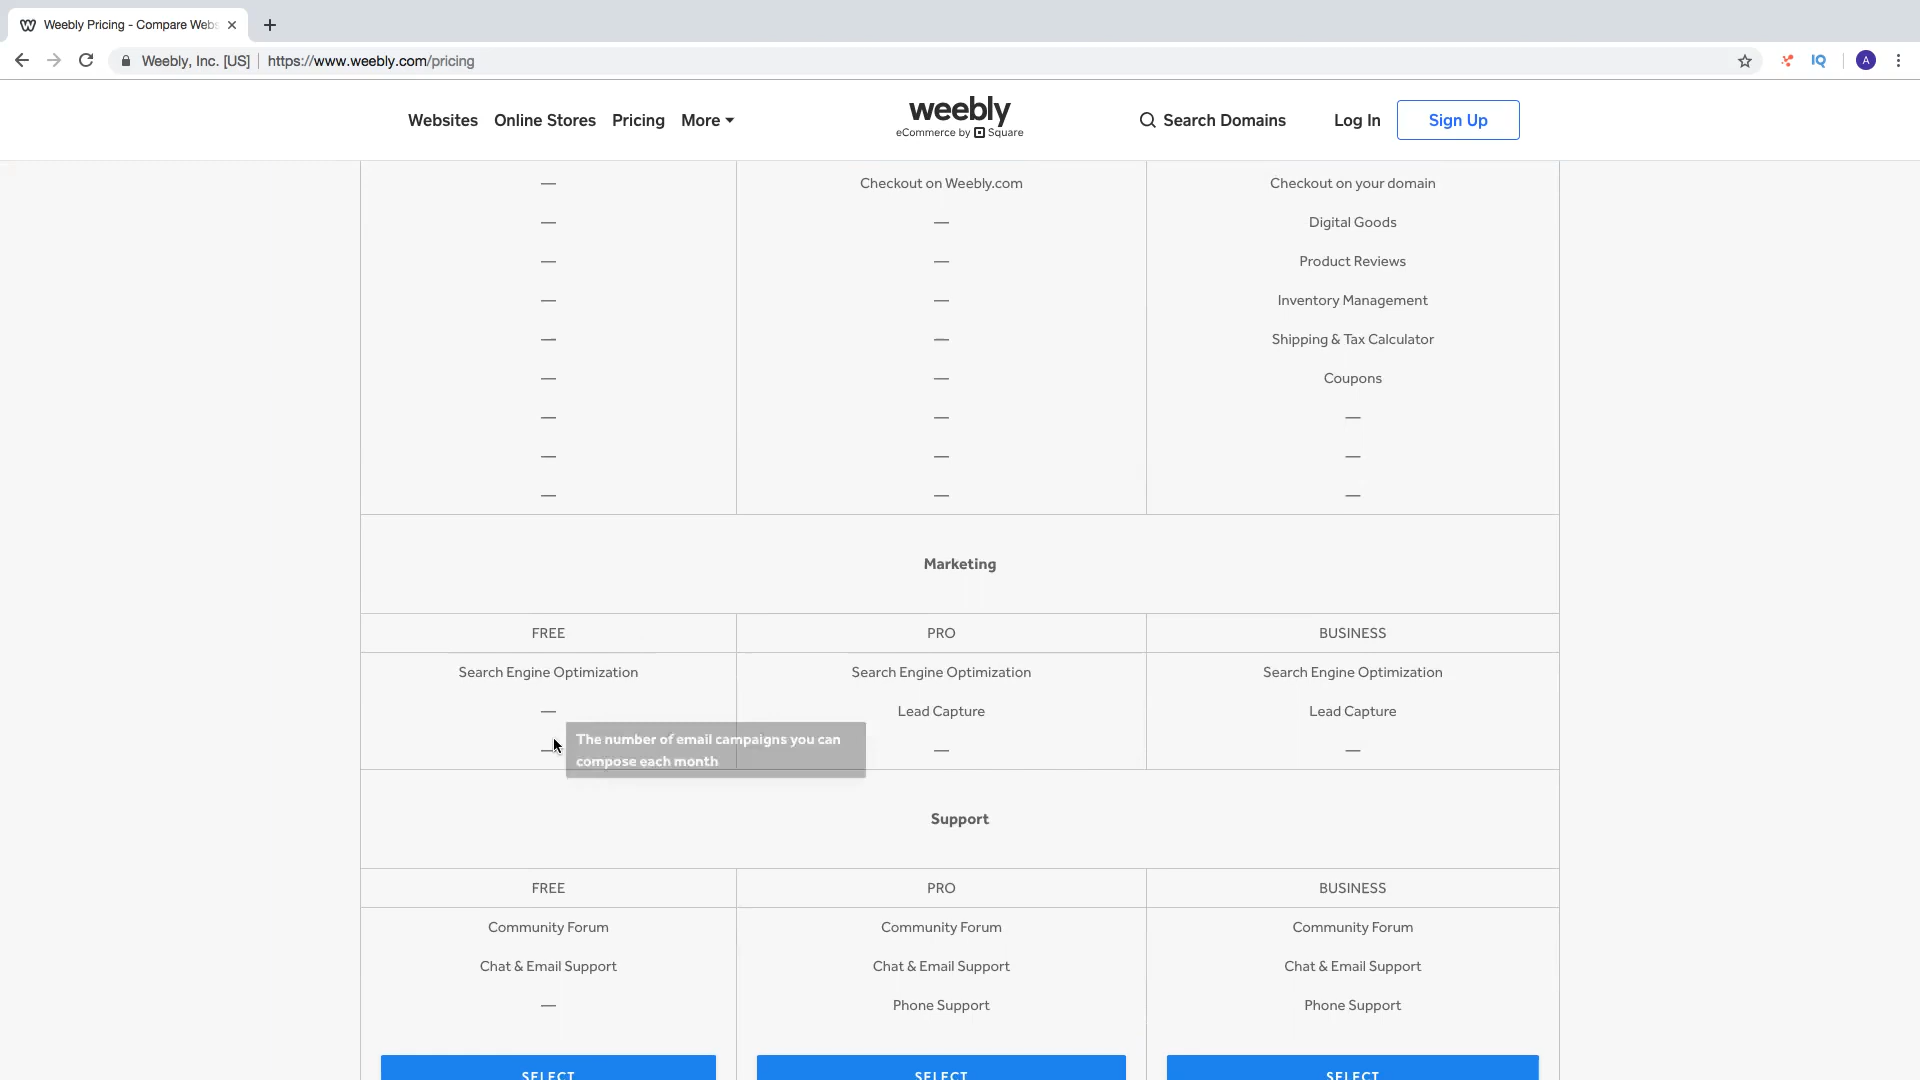 Weebly Pricing - Compare Webs
Weebly, Inc. [US] https://www.weebly.com/pricing
IQ
A
Websites Online Stores Pricing More
weebly
eCommerce by Square
Search Domains Log In Sign Up
— Checkout on Weebly.com Checkout on your domain
— — Digital Goods
— — Product Reviews
— — Inventory Management
— — Shipping & Tax Calculator
— — Coupons
— — —
— — —
— — —
Marketing
FREE PRO BUSINESS
Search Engine Optimization Search Engine Optimization Search Engine Optimization
— Lead Capture Lead Capture
— — —
The number of email campaigns you can
compose each month
Support
FREE PRO BUSINESS
Community Forum Community Forum Community Forum
Chat & Email Support Chat & Email Support Chat & Email Support
— Phone Support Phone Support
SELECT SELECT SELECT